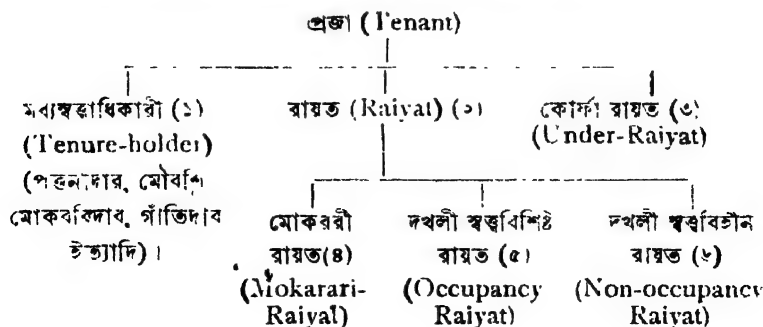 প্রজা (Tenant)
মধ্যস্বত্বাধিকারী (১)
(Tenure-holder)
(পত্তনাদার, মৌরশি
মোকররিদার, গাঁতিদার
ইত্যাদি) ।
রায়ত (Raiyat) (২)
কোর্ফা রায়ত (৩)
(Under-Raiyat)
মোকররী
রায়ত(৪)
(Mokarari-
Raiyat)
দখলী স্বত্ববিশিষ্ট
রায়ত (৫)
(Occupancy
Raiyat)
দখলী স্বত্ববিহীন
রায়ত (৬)
(Non-occupancy
Raiyat)